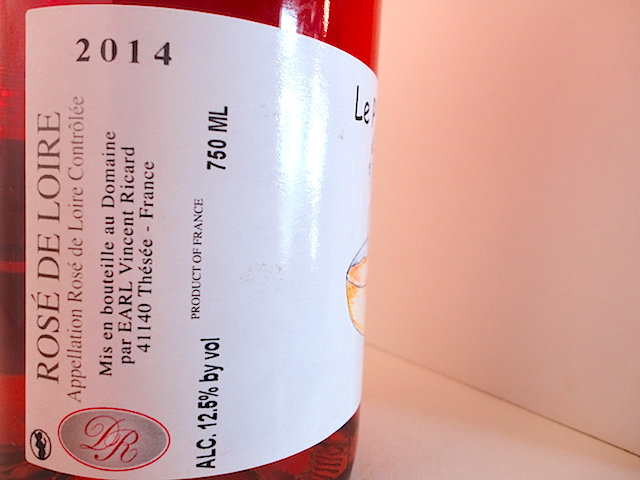 2014
ROSÉ DE LOIRE
Appellation Rosé de Loire Contrôlée
Mis en bouteille au Domaine
par EARL Vincent Ricard
41140 Thésée - France
PRODUCT OF FRANCE
ALC. 12.5% by vol
750 ML
Le
DR